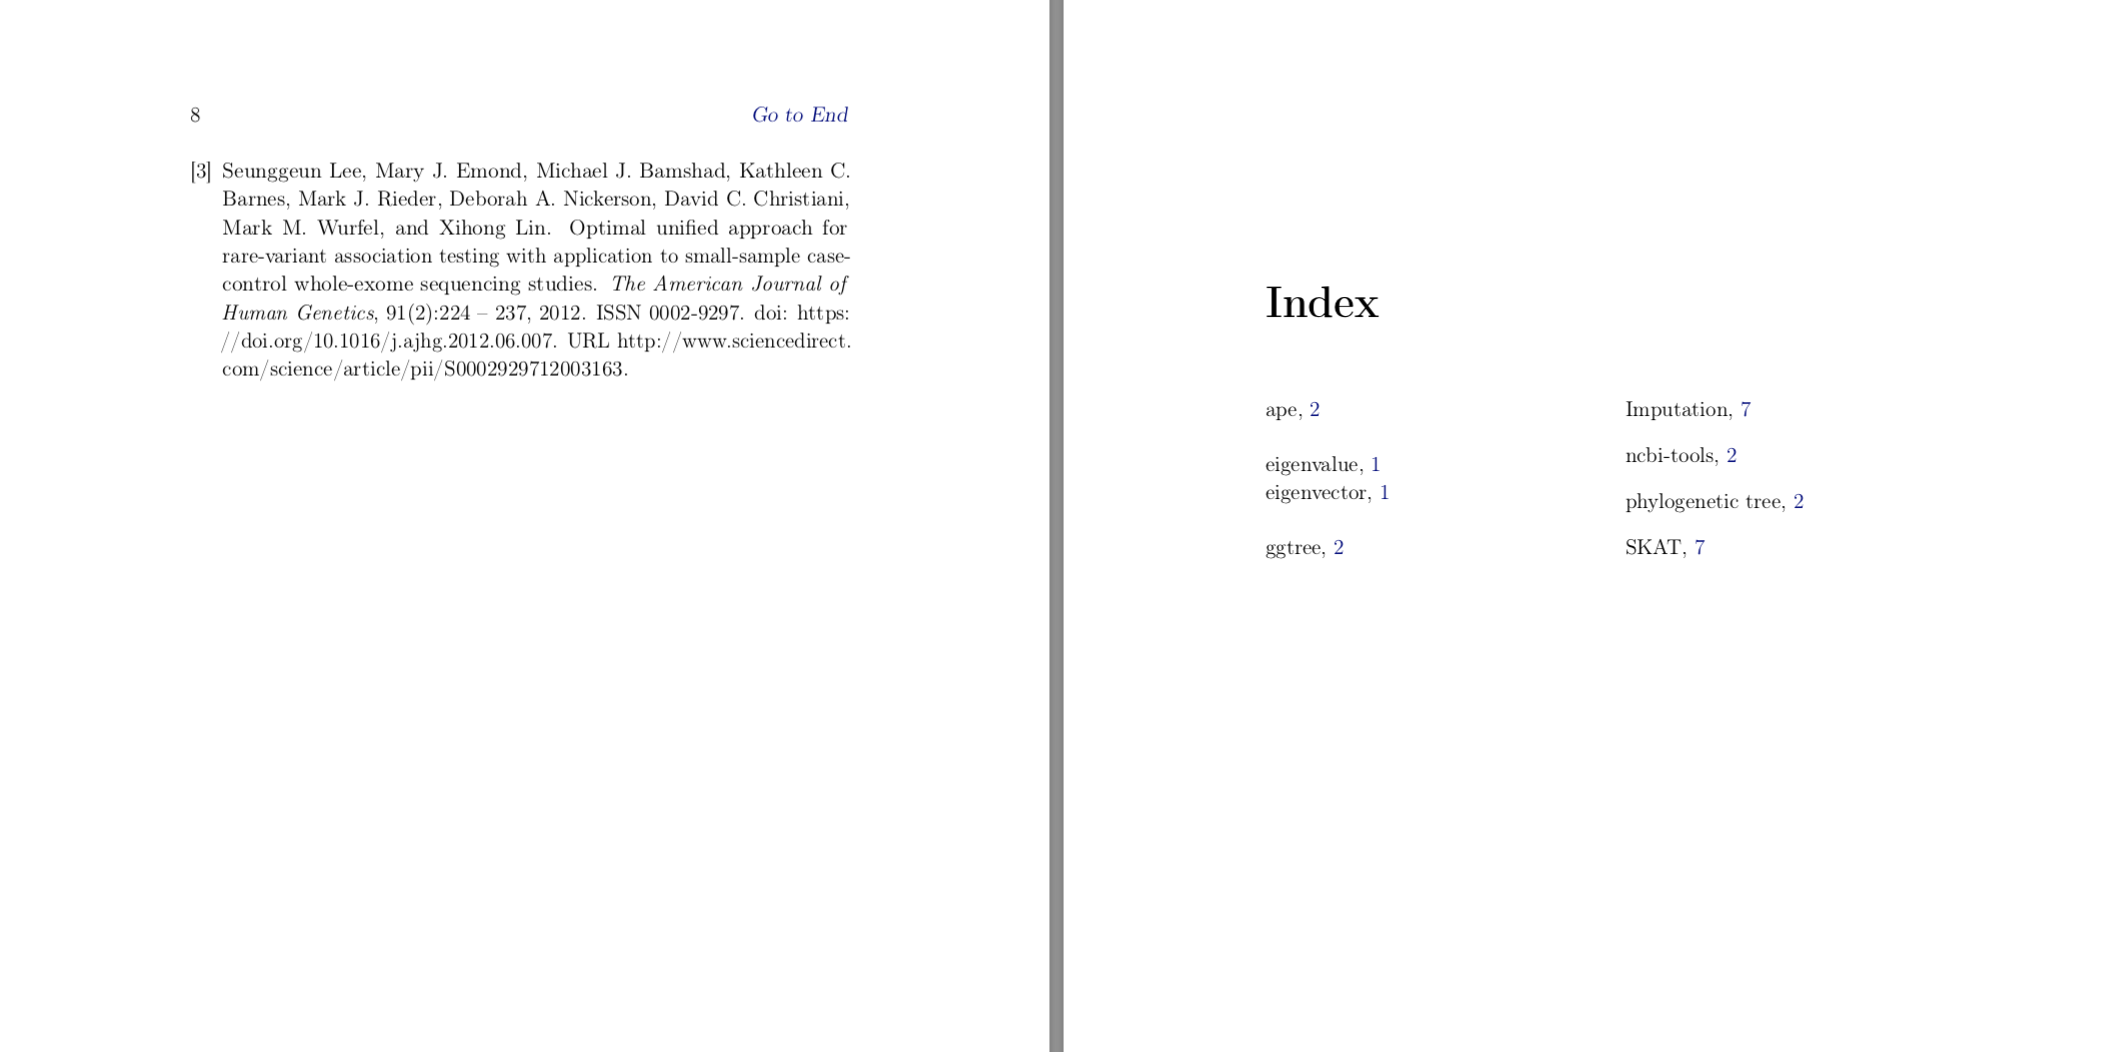 8
Go to End
[3] Seunggeun Lee, Mary J. Emond, Michael J. Bamshad, Kathleen C.
Barnes, Mark J. Rieder, Deborah A. Nickerson, David C. Christiani,
Mark M. Wurfel, and Xihong Lin. Optimal unified approach for
rare-variant association testing with application to small-sample case-
control whole-exome sequencing studies. The American Journal of
Human Genetics, 91(2):224 – 237, 2012. ISSN 0002-9297. doi: https:
//doi.org/10.1016/j.ajhg.2012.06.007. URL http://www.sciencedirect.
com/science/article/pii/S0002929712003163.
Index
ape, 2
eigenvalue, 1
eigenvector, 1
ggtree, 2
Imputation, 7
ncbi-tools, 2
phylogenetic tree, 2
SKAT, 7